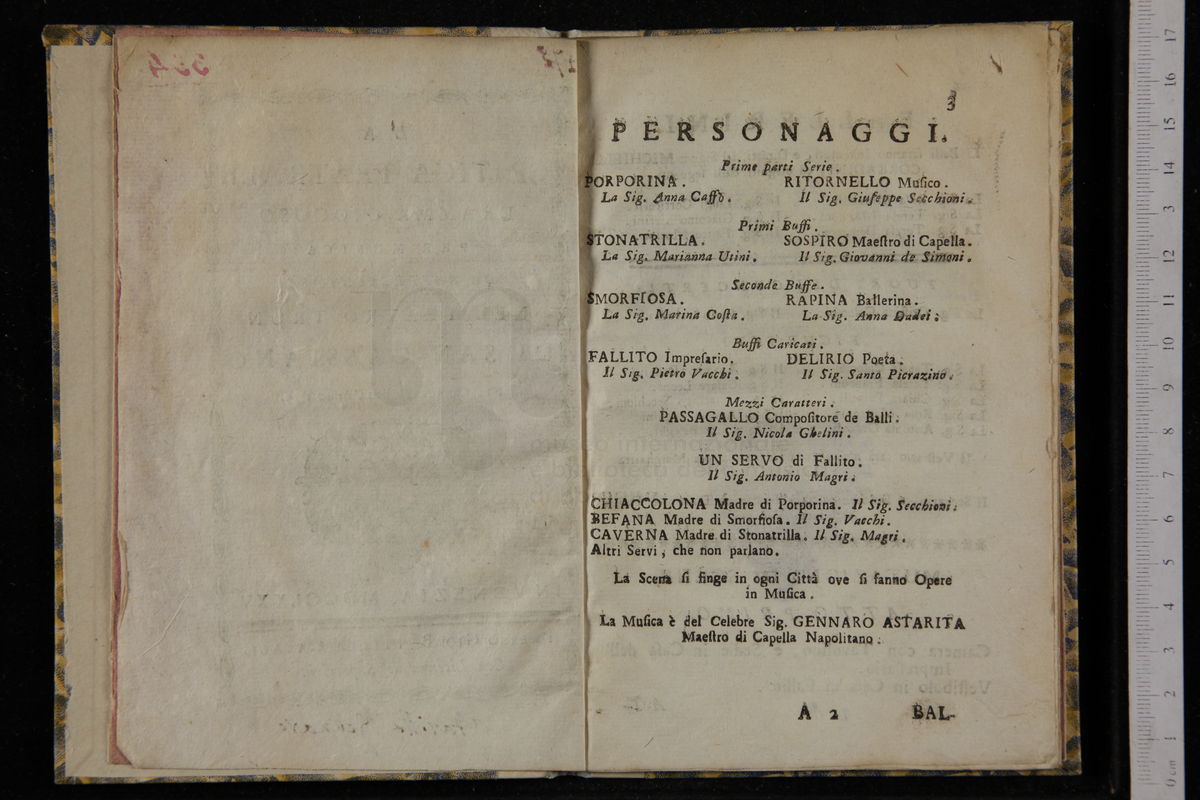 3
PERSONAGGI.
Prime parti Serie.
PORPORINA. RITORNELLO Muſico.
La Sig. Anna Caffò. Il Sig. Giuſeppe Secchioni.
Primi Buffi.
STONATRILLA. SOSPIRO Maeſtro di Capella.
La Sig. Marianna Utini. Il Sig. Giovanni de Simoni.
Seconde Buffe.
SMORFIOSA. RAPINA Ballerina.
La Sig. Marina Coſta. La Sig. Anna Dadei.
Buffi Caricati.
FALLITO Impreſario. DELIRIO Poeta.
Il Sig. Pietro Vacchi. Il Sig. Santo Picrazino.
Mezzi Caratteri.
PASSAGALLO Compoſitore de Balli.
Il Sig. Nicola Ghelini.
UN SERVO di Fallito.
Il Sig. Antonio Magri.
CHIACCOLONA Madre di Porporina. Il Sig. Secchioni.
BEFANA Madre di Smorfioſa. Il Sig. Vacchi.
CAVERNA Madre di Stonatrilla. Il Sig. Magri.
Altri Servi, che non parlano.
La Scena ſi finge in ogni Città ove ſi fanno Opere
in Muſica.
La Muſica è del Celebre Sig. GENNARO ASTARITA
Maeſtro di Capella Napolitano.
A 2 BAL-